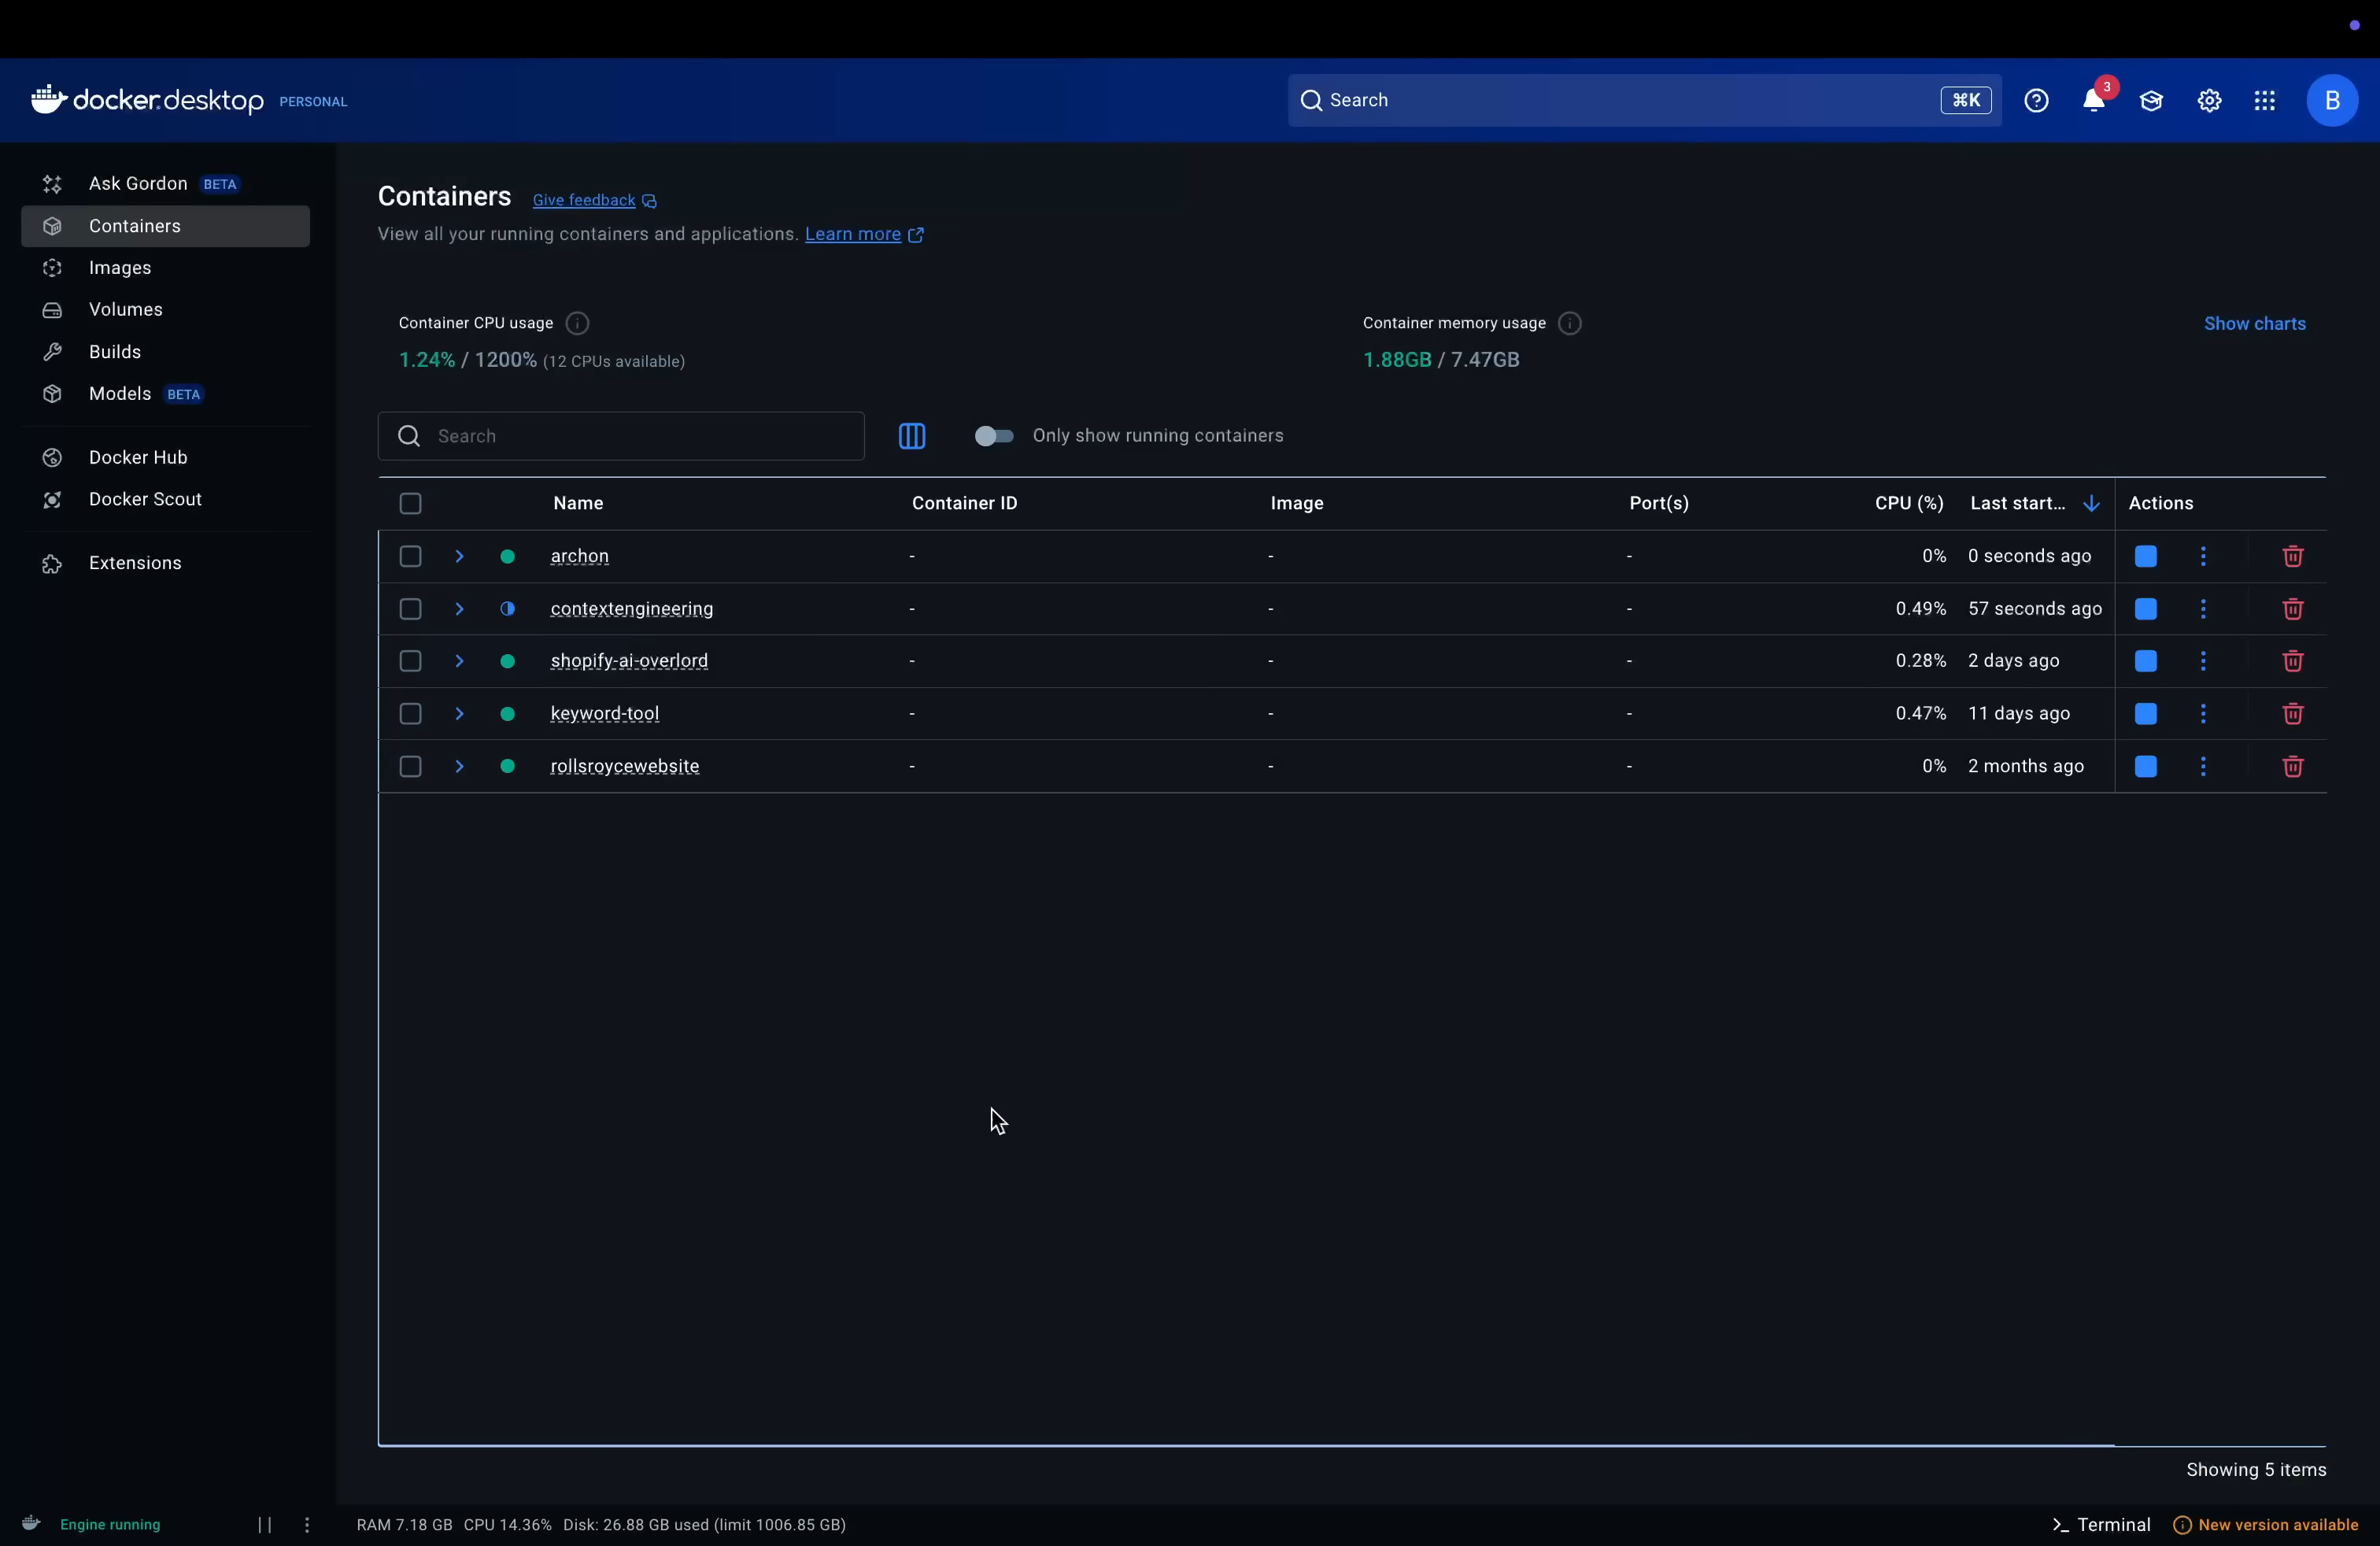 docker.desktop PERSONAL
Search ⌘K 3 B
Ask Gordon BETA
Containers
Images
Volumes
Builds
Models BETA
Docker Hub
Docker Scout
Extensions
Containers Give feedback
View all your running containers and applications. Learn more
Container CPU usage
1.24% / 1200% (12 CPUs available)
Container memory usage
1.88GB / 7.47GB
Show charts
Search Only show running containers
Name Container ID Image Port(s) CPU (%) Last start... Actions
archon - - - 0% 0 seconds ago
contextengineering - - - 0.49% 57 seconds ago
shopify-ai-overlord - - - 0.28% 2 days ago
keyword-tool - - - 0.47% 11 days ago
rollsroycewebsite - - - 0% 2 months ago
Showing 5 items
Engine running RAM 7.18 GB CPU 14.36% Disk: 26.88 GB used (limit 1006.85 GB) Terminal New version available